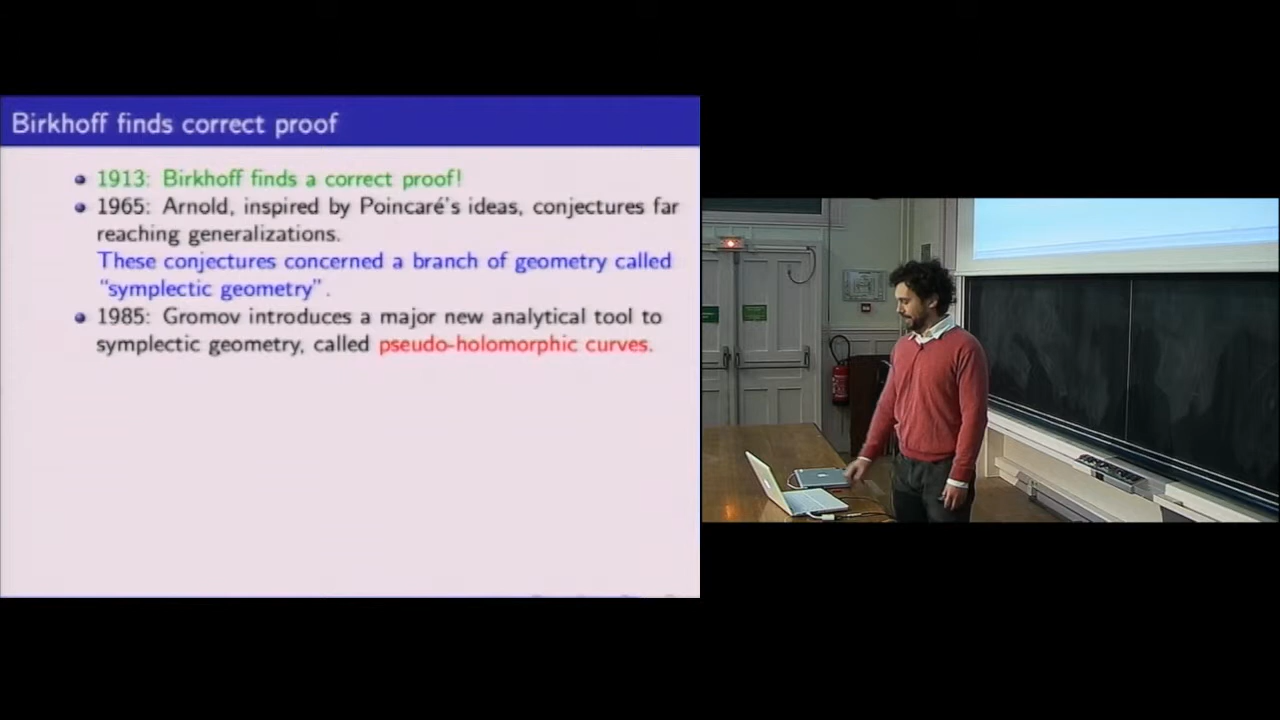 Birkhoff finds correct proof
1913: Birkhoff finds a correct proof!
1965: Arnold, inspired by Poincaré's ideas, conjectures far
reaching generalizations.
These conjectures concerned a branch of geometry called
"symplectic geometry".
1985: Gromov introduces a major new analytical tool to
symplectic geometry, called pseudo-holomorphic curves.